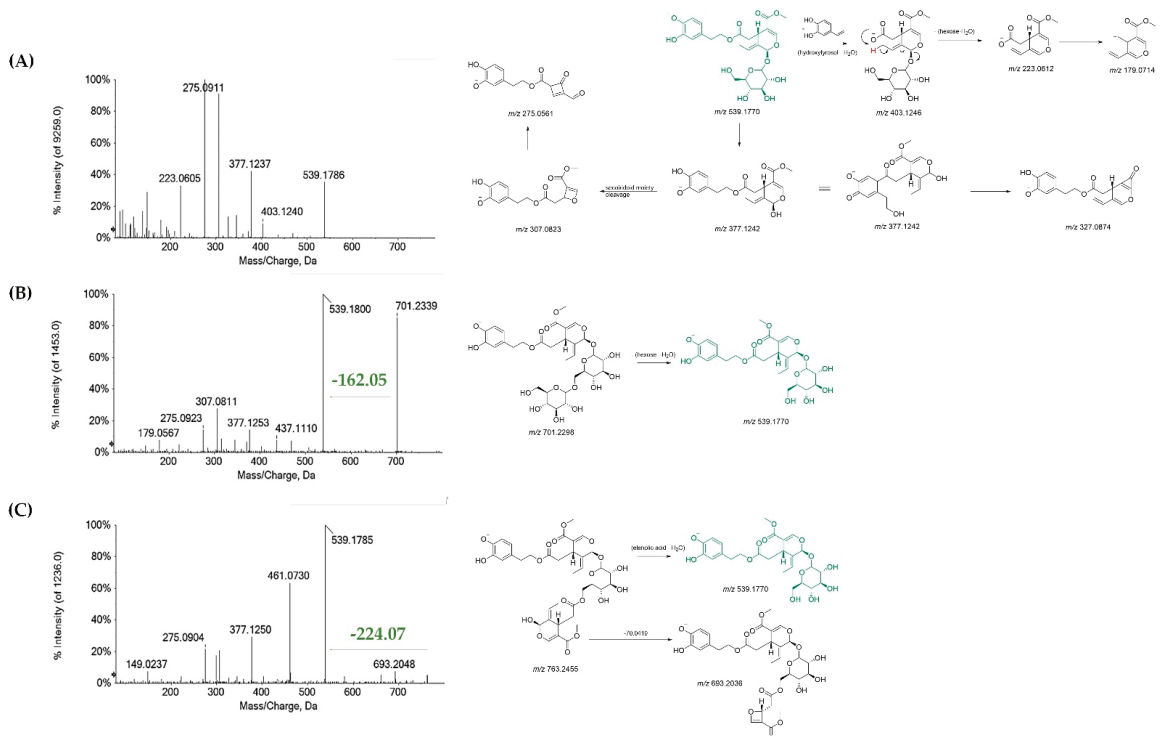 (A)
% Intensity (of 9259.0)
100%
80%
60%
40%
20%
0%
275.0911
223.0605
377.1237
539.1786
403.1240
200 300 400 500 600 700
Mass/Charge, Da
m/z 275.0561
m/z 307.0823
secoiridoid moiety
cleavage
m/z 539.1770
(hydroxylyrosol ·H₂O)
m/z 403.1246
- (hexose-H₂O)
m/z 223.0612
m/z 179.0714
m/z 377.1242
m/z 377.1242
m/z 327.0874
(B)
% Intensity (of 1453.0)
100%
80%
60%
40%
20%
0%
539.1800
701.2339
-162.05
307.0811
275.0923
377.1253
437.1110
179.0567
200 300 400 500 600 700
Mass/Charge, Da
m/z 701.2298
(hexose - H₂O)
m/z 539.1770
(C)
% Intensity (of 1236.0)
100%
80%
60%
40%
20%
0%
539.1785
461.0730
-224.07
377.1250
275.0904
149.0237
693.2048
200 300 400 500 600 700
Mass/Charge, Da
m/z 763.2455
(elenolic acid - H₂O)
m/z 539.1770
-70.0419
m/z 693.2036